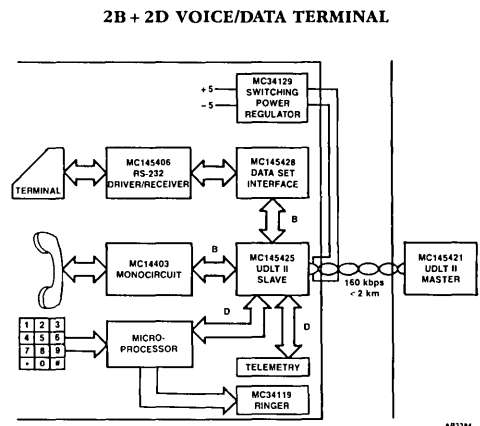 2B + 2D VOICE/DATA TERMINAL
MC34129
SWITCHING
POWER
REGULATOR
+5
-5
TERMINAL
MC145406
RS-232
DRIVER/RECEIVER
MC145428
DATA SET
INTERFACE
B
MC14403
MONOCIRCUIT
B
MC145425
UDLT II
SLAVE
160 kbps
< 2 km
MC145421
UDLT II
MASTER
D
D
1 2 3
4 5 6
7 8 9
• 0 #
MICRO-
PROCESSOR
TELEMETRY
MC34119
RINGER